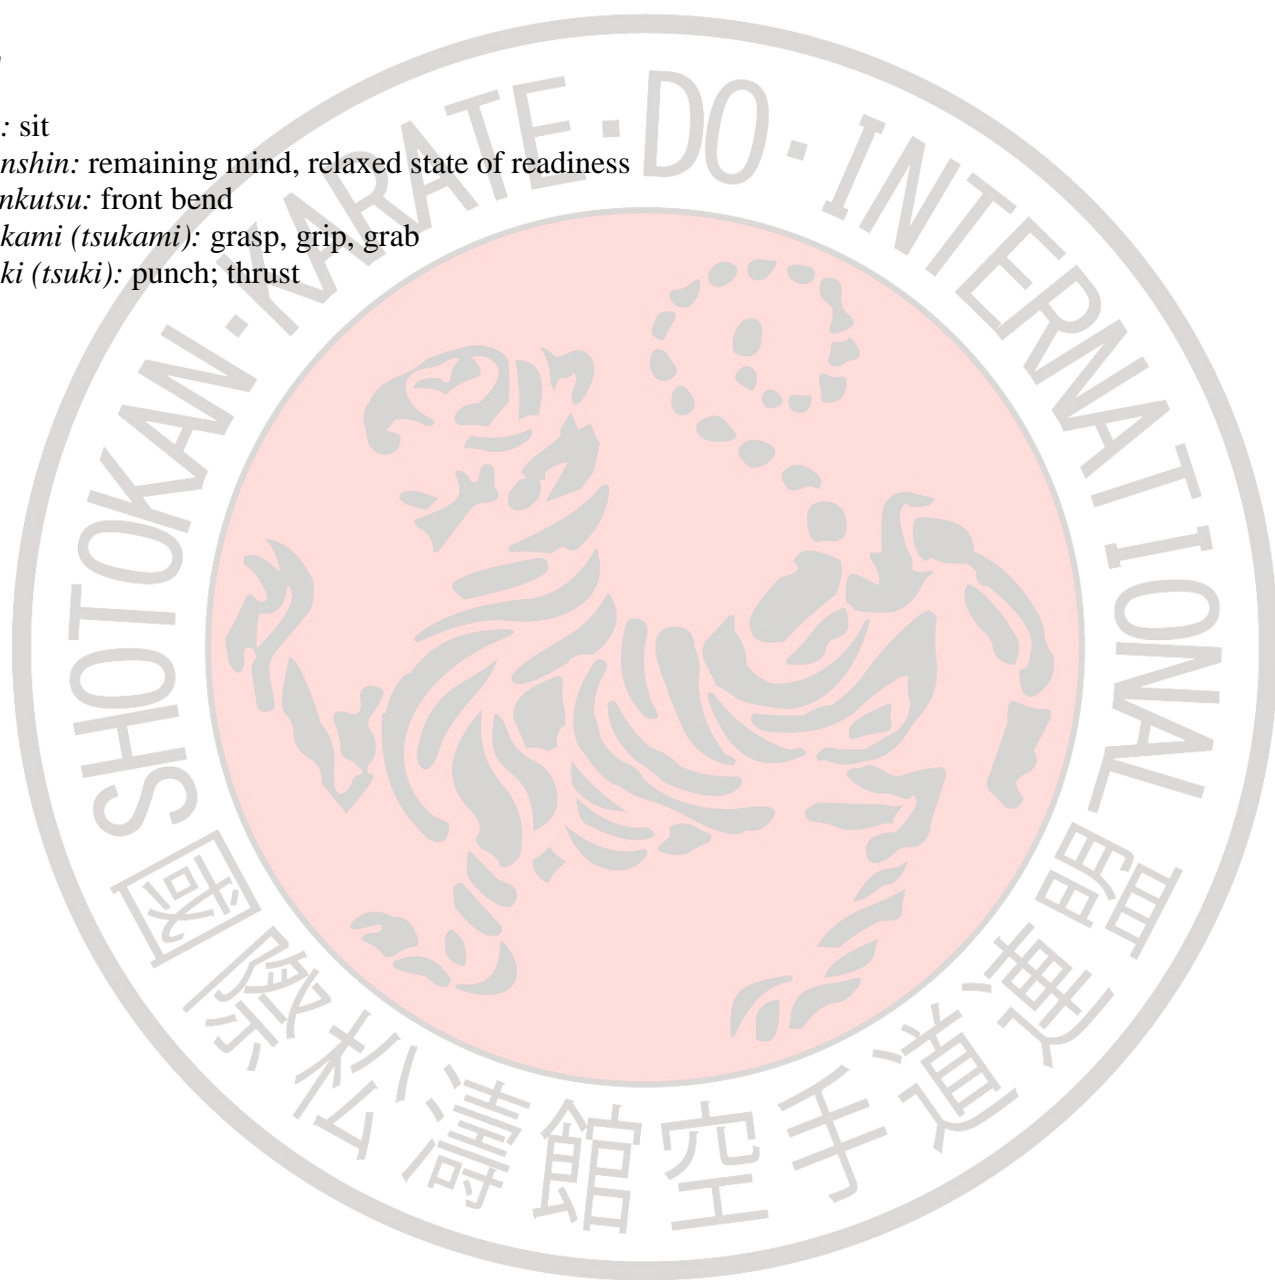 : sit
nshin: remaining mind, relaxed state of readiness
nkutsu: front bend
kami (tsukami): grasp, grip, grab
ki (tsuki): punch; thrust
SHOTOKAN·KARATE·DO·INTERNATIONAL
國際松濤館空手道連盟